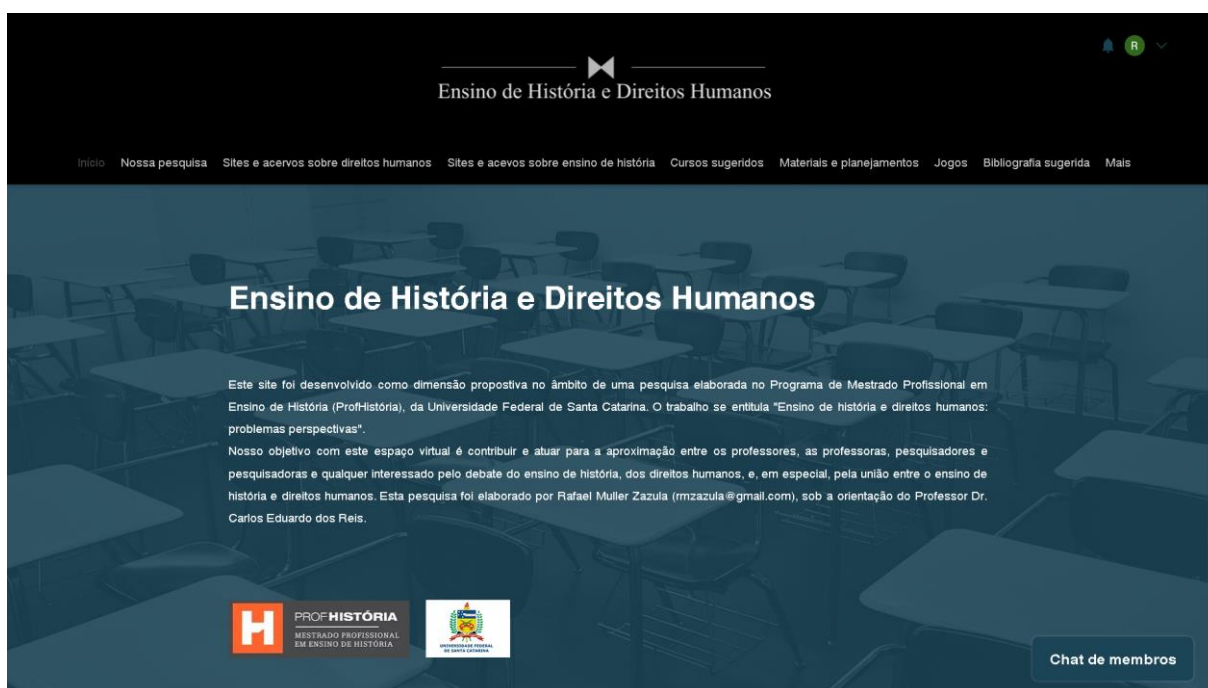 R
Ensino de História e Direitos Humanos
Início Nossa pesquisa Sites e acervos sobre direitos humanos Sites e acevos sobre ensino de história Cursos sugeridos Materiais e planejamentos Jogos Bibliografia sugerida Mais
Ensino de História e Direitos Humanos
Este site foi desenvolvido como dimensão propostiva no âmbito de uma pesquisa elaborada no Programa de Mestrado Profissional em
Ensino de História (ProfHistória), da Universidade Federal de Santa Catarina. O trabalho se entitula "Ensino de história e direitos humanos:
problemas perspectivas".
Nosso objetivo com este espaço virtual é contribuir e atuar para a aproximação entre os professores, as professoras, pesquisadores e
pesquisadoras e qualquer interessado pelo debate do ensino de história, dos direitos humanos, e, em especial, pela união entre o ensino de
história e direitos humanos. Esta pesquisa foi elaborado por Rafael Muller Zazula (rmzazula@gmail.com), sob a orientação do Professor Dr.
Carlos Eduardo dos Reis.
H
PROFHISTÓRIA
MESTRADO PROFISSIONAL
EM ENSINO DE HISTÓRIA
UNIVERSIDADE FEDERAL
DE SANTA CATARINA
Chat de membros